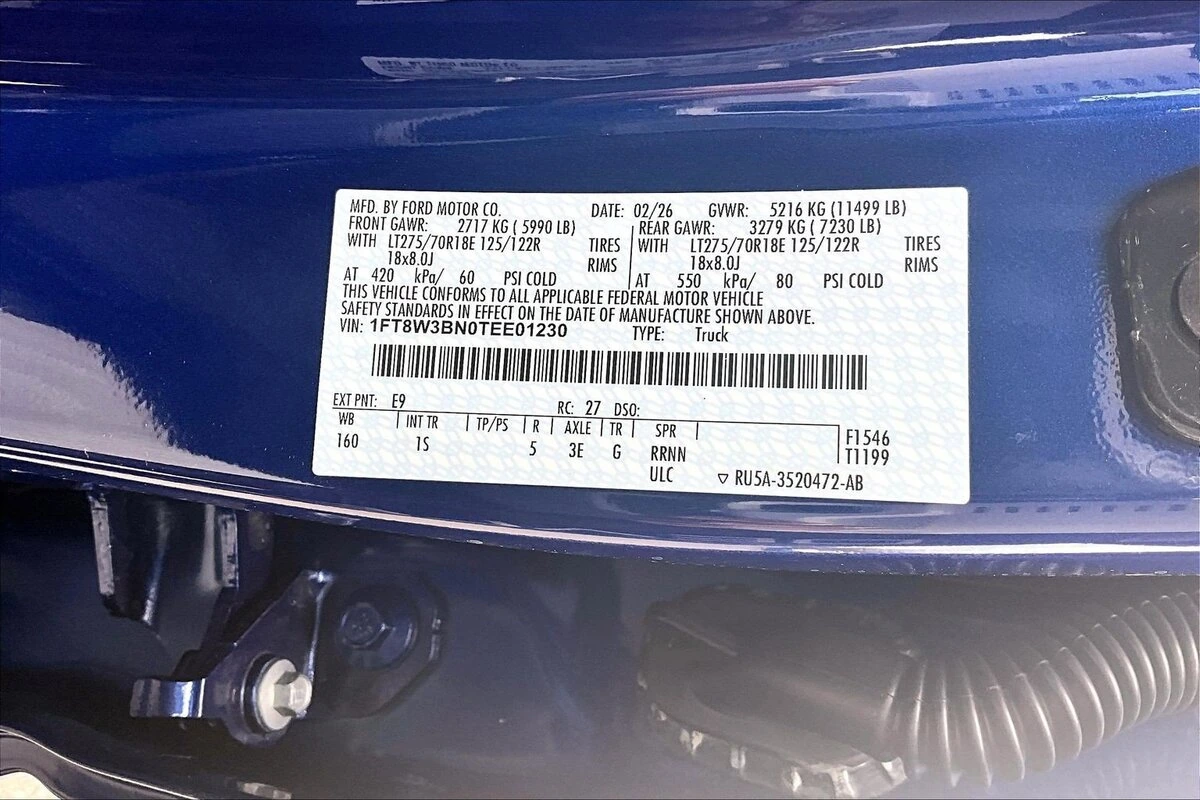 MFD. BY FORD MOTOR CO. DATE: 02/26 GVWR: 5216 KG (11499 LB)
FRONT GAWR: 2717 KG ( 5990 LB) REAR GAWR: 3279 KG ( 7230 LB)
WITH LT275/70R18E 125/122R TIRES WITH LT275/70R18E 125/122R TIRES
18x8.0J RIMS 18x8.0J RIMS
AT 420 kPa/ 60 PSI COLD AT 550 kPa/ 80 PSI COLD
THIS VEHICLE CONFORMS TO ALL APPLICABLE FEDERAL MOTOR VEHICLE
SAFETY STANDARDS IN EFFECT ON THE DATE OF MANUFACTURE SHOWN ABOVE.
VIN: 1FT8W3BN0TEE01230 TYPE: Truck
EXT PNT: E9 RC: 27 DSO:
WB INT TR TP/PS R AXLE TR SPR F1546
160 1S 5 3E G RRNN T1199
ULC ▽ RU5A-3520472-AB